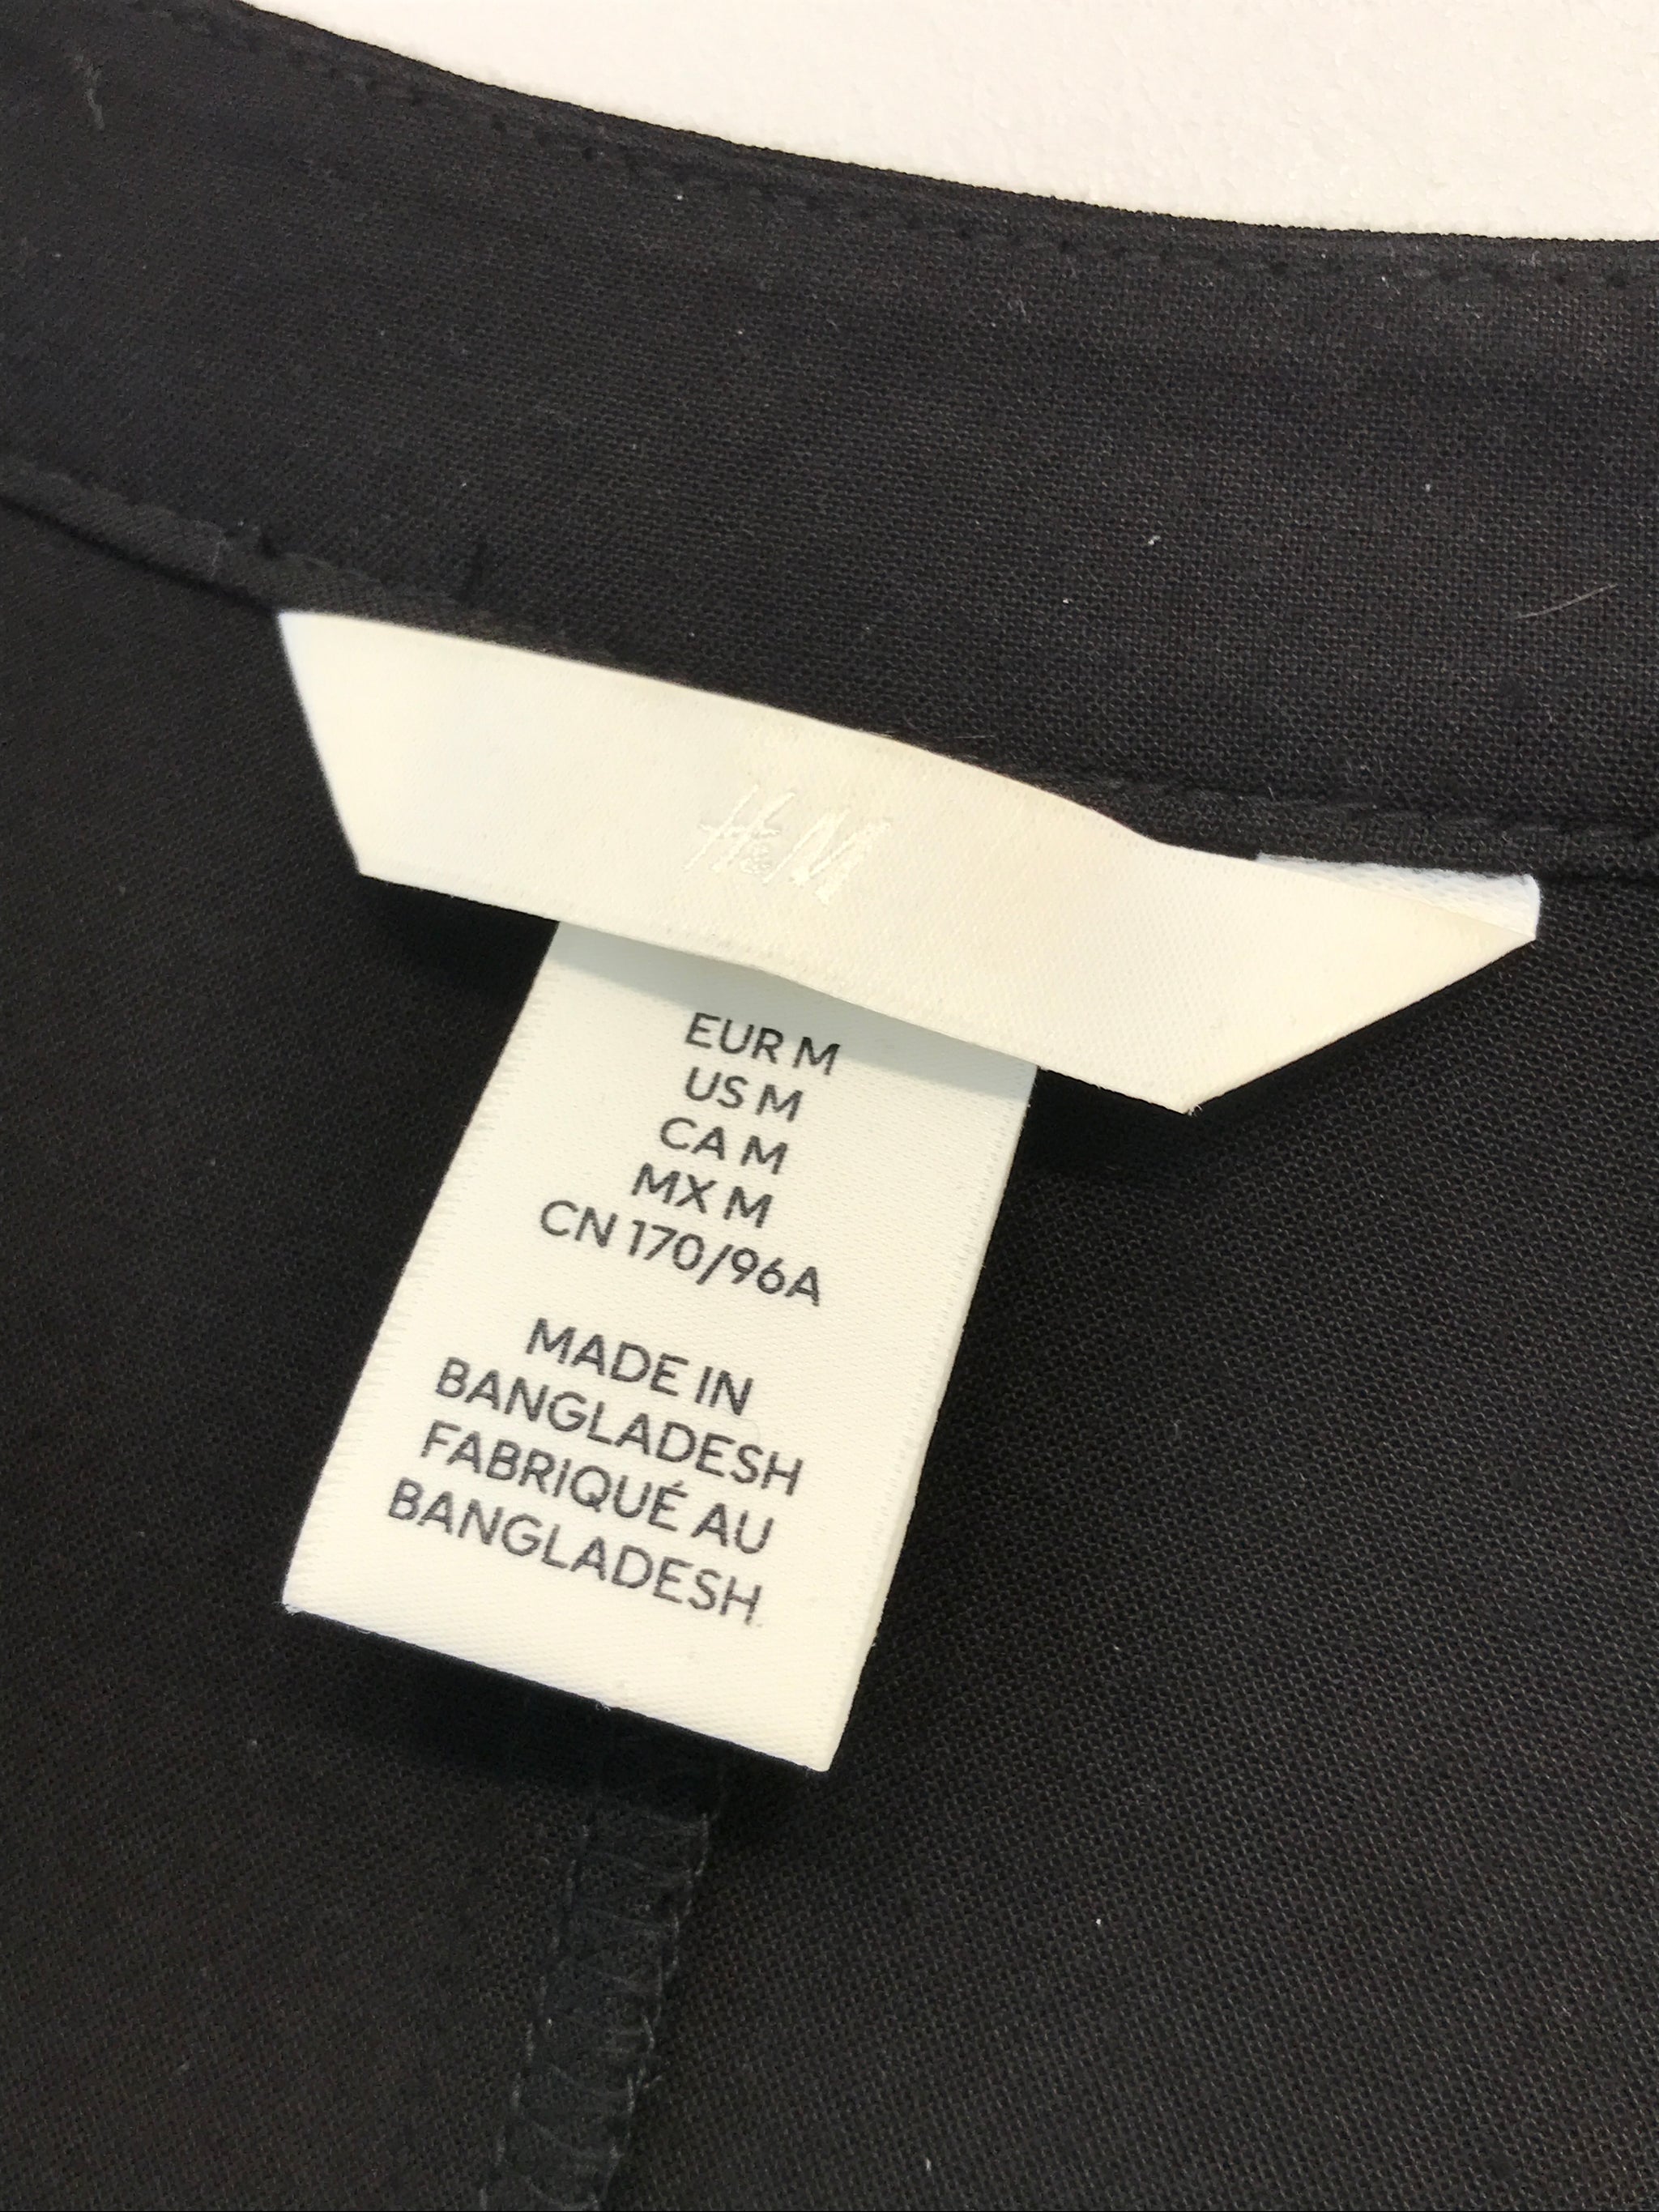 H&M
EUR M
US M
CA M
MX M
CN 170/96A
MADE IN
BANGLADESH
FABRIQUÉ AU
BANGLADESH